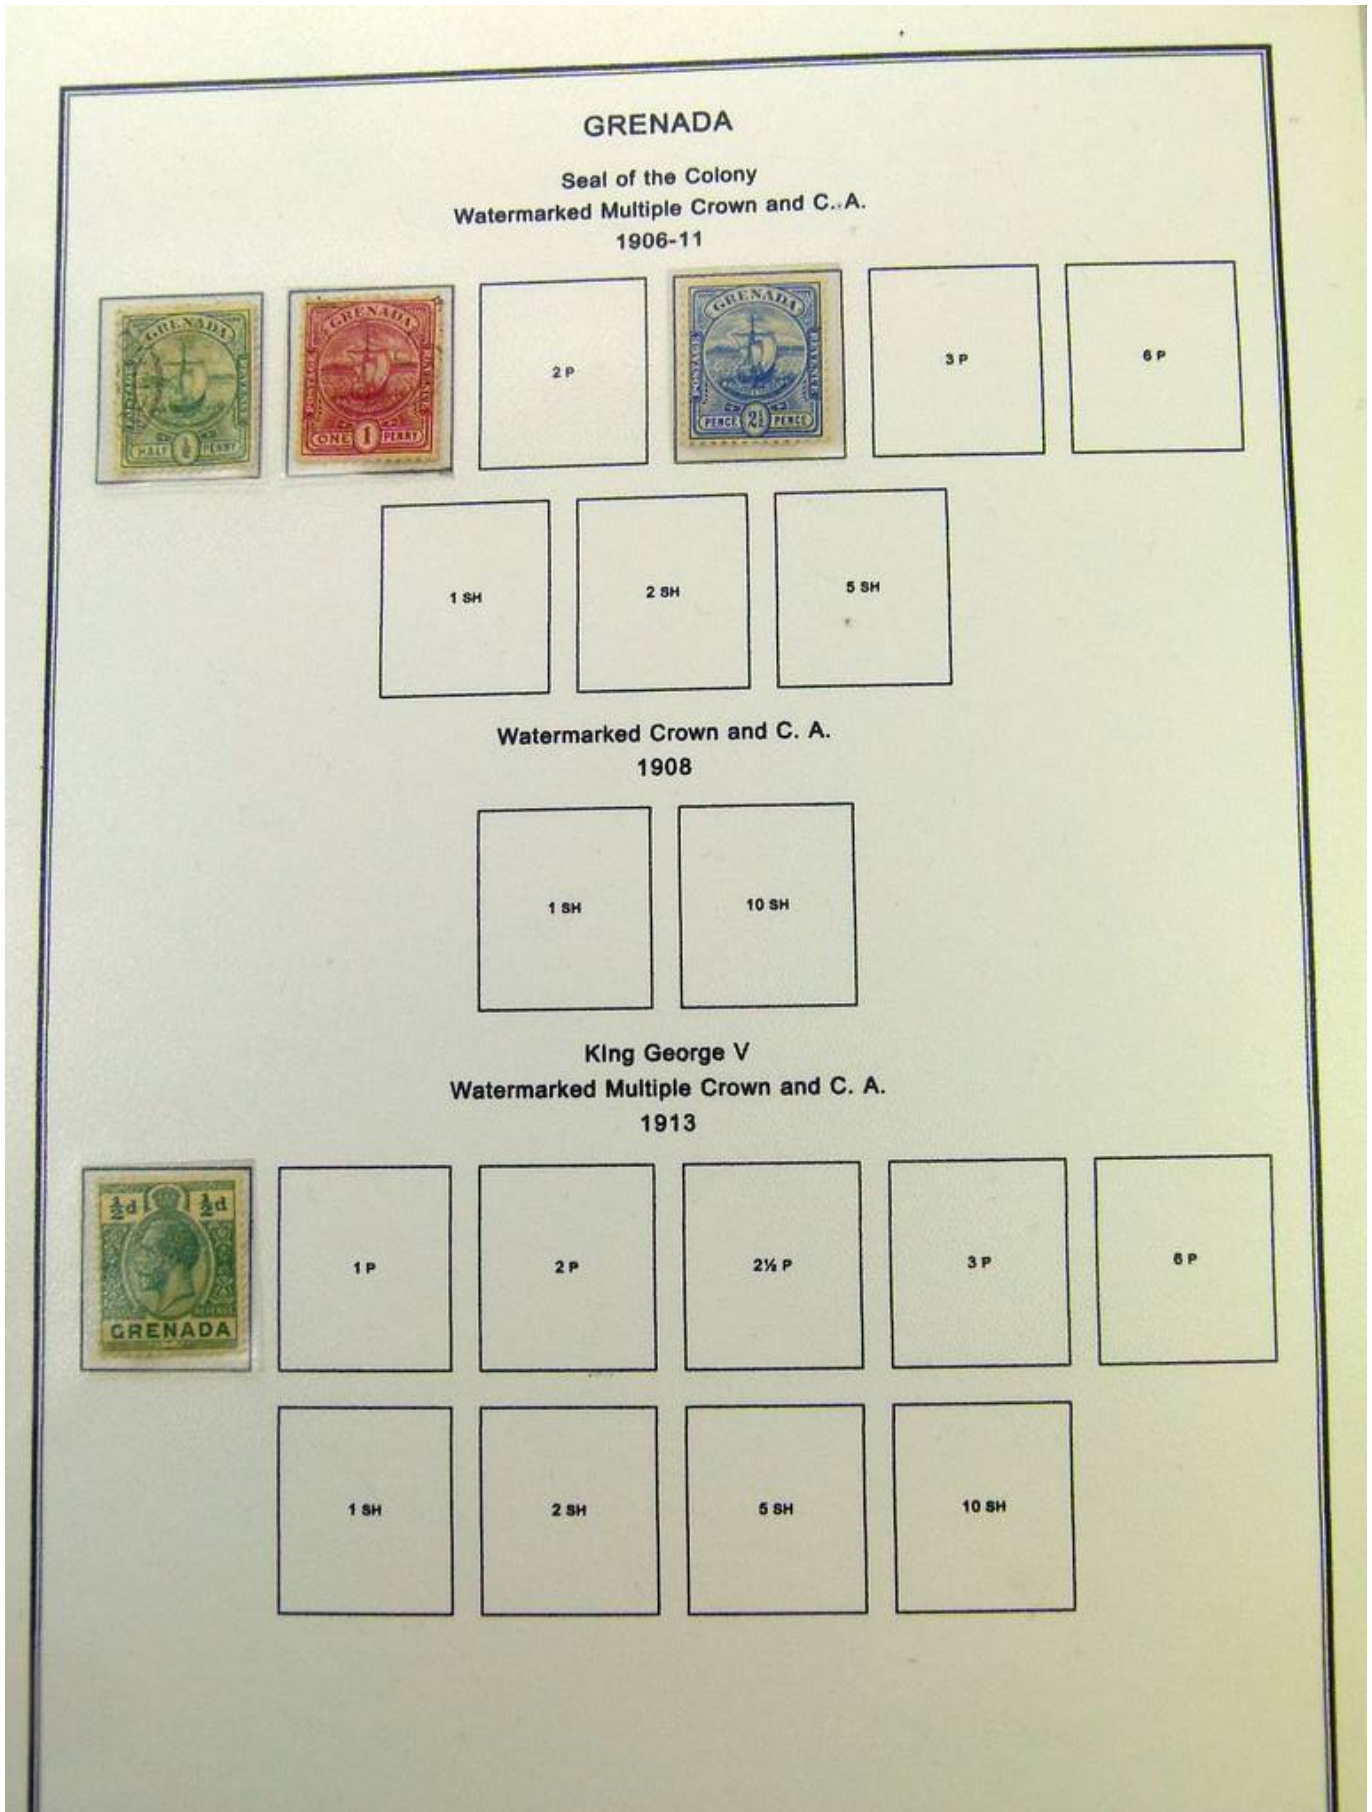 GRENADA
Seal of the Colony
Watermarked Multiple Crown and C. A.
1906-11
GRENADA
POSTAGE
REVENUE
HALF ½ PENNY
GRENADA
POSTAGE
REVENUE
ONE 1 PENNY
2 P
GRENADA
POSTAGE
REVENUE
PENCE 2½ PENCE
3 P
6 P
1 SH
2 SH
5 SH
Watermarked Crown and C. A.
1908
1 SH
10 SH
King George V
Watermarked Multiple Crown and C. A.
1913
½d ½d
REVENUE
GRENADA
1 P
2 P
2½ P
3 P
6 P
1 SH
2 SH
5 SH
10 SH